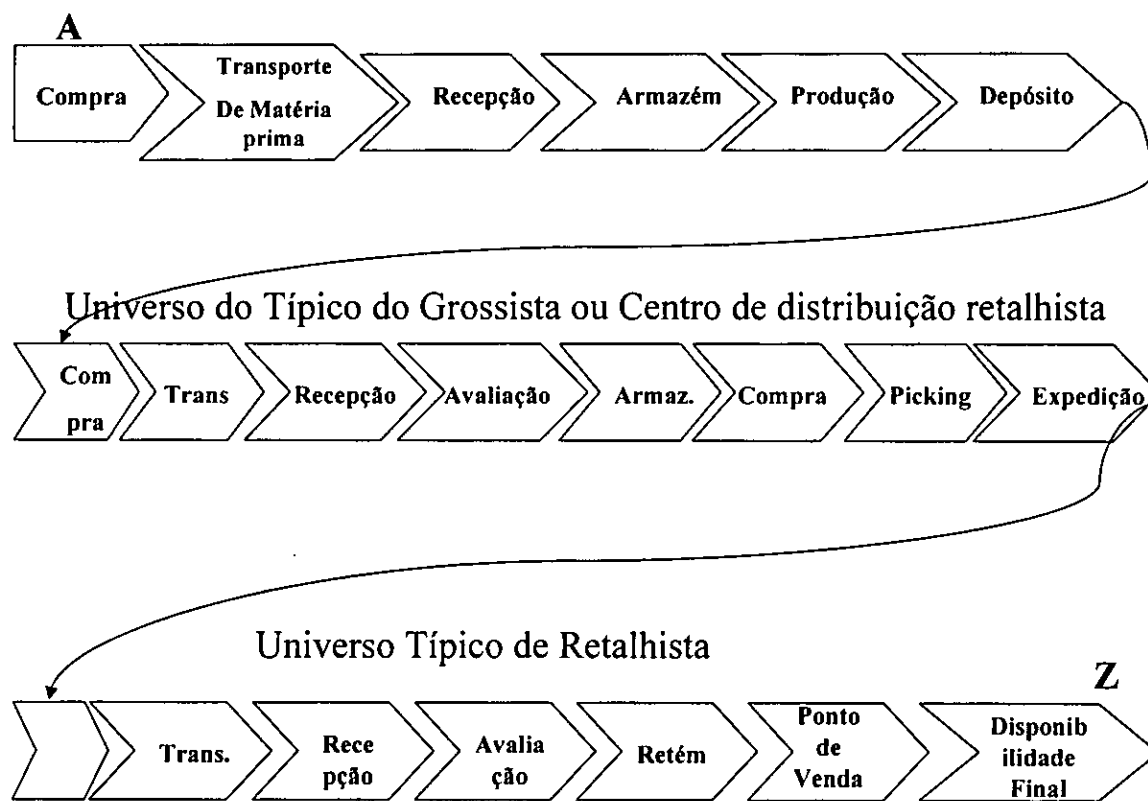 A
Compra
Transporte
De Matéria
prima
Recepção
Armazém
Produção
Depósito
Universo do Típico do Grossista ou Centro de distribuição retalhista
Com
pra
Trans
Recepção
Avaliação
Armaz.
Compra
Picking
Expedição
Universo Típico de Retalhista
Z
Trans.
Rece
pção
Avalia
ção
Retém
Ponto
de
Venda
Disponib
ilidade
Final